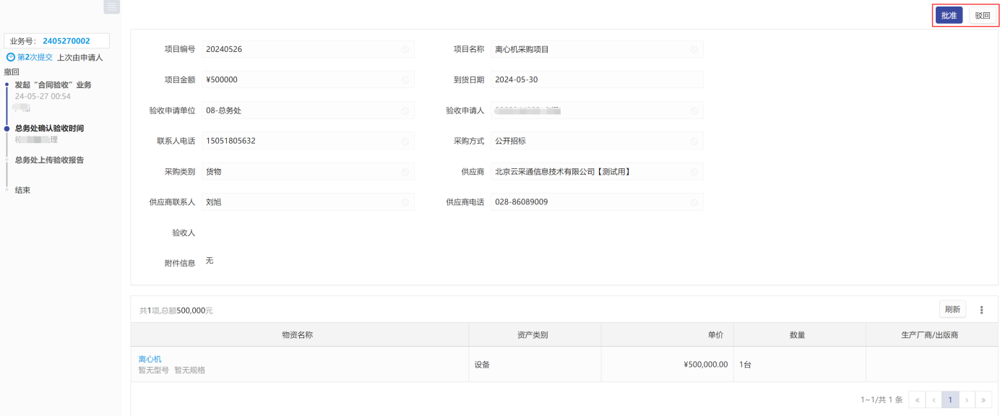 批准 驳回
业务号： 2405270002
第2次提交 上次由申请人
撤回
发起“合同验收”业务
24-05-27 00:54
总务处确认验收时间
待 理
总务处上传验收报告
结束
项目编号 20240526 项目名称 离心机采购项目
项目金额 ¥500000 到货日期 2024-05-30
验收申请单位 08-总务处 验收申请人
联系人电话 15051805632 采购方式 公开招标
采购类别 货物 供应商 北京云采通信息技术有限公司【测试用】
供应商联系人 刘旭 供应商电话 028-86089009
验收人
附件信息 无
共1项,总额500,000元 刷新
物资名称 资产类别 单价 数量 生产厂商/出版商
离心机 设备 ¥500,000.00 1台
暂无型号 暂无规格
1~1/共 1 条 « ‹ 1 › »